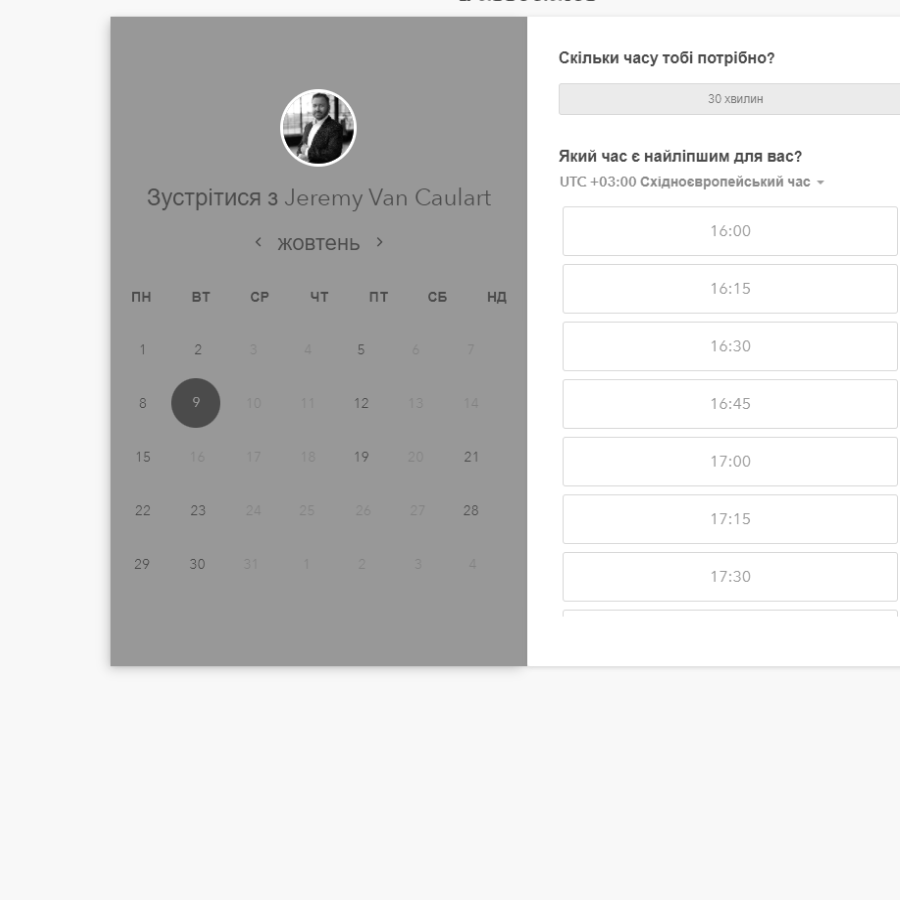 Зустрітися з Jeremy Van Caulart
жовтень
ПН ВТ СР ЧТ ПТ СБ НД
1 2 3 4 5 6 7
8 9 10 11 12 13 14
15 16 17 18 19 20 21
22 23 24 25 26 27 28
29 30 31 1 2 3 4
Скільки часу тобі потрібно?
30 хвилин
Який час є найліпшим для вас?
UTC +03:00 Східноєвропейський час
16:00
16:15
16:30
16:45
17:00
17:15
17:30